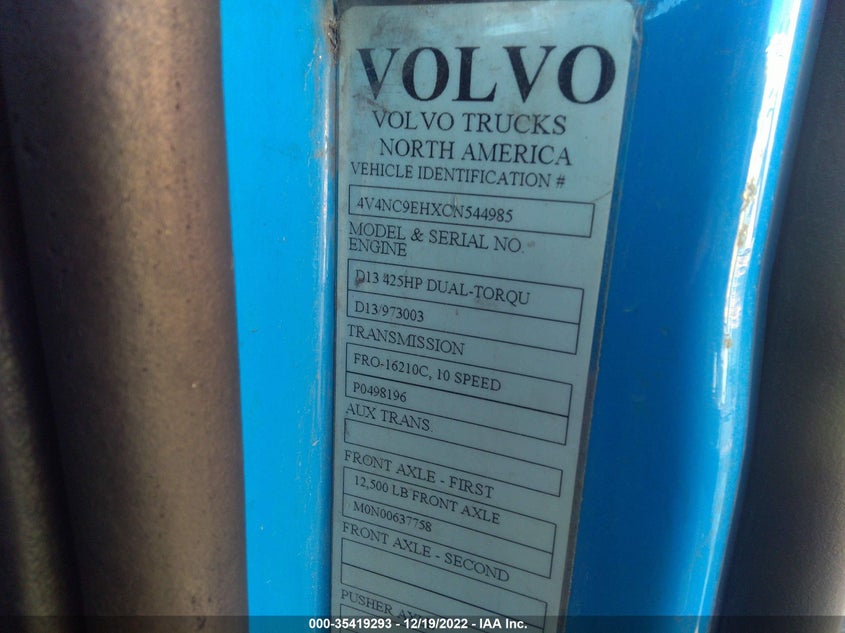 VOLVO
VOLVO TRUCKS
NORTH AMERICA
VEHICLE IDENTIFICATION #
4V4NC9EHXCN544985
MODEL & SERIAL NO.
ENGINE
D13 425HP DUAL-TORQU
D13/973003
TRANSMISSION
FRO-16210C, 10 SPEED
P0498196
AUX TRANS.
FRONT AXLE - FIRST
12,500 LB FRONT AXLE
M0N00637758
FRONT AXLE - SECOND
PUSHER
000-35419293 - 12/19/2022 - IAA Inc.